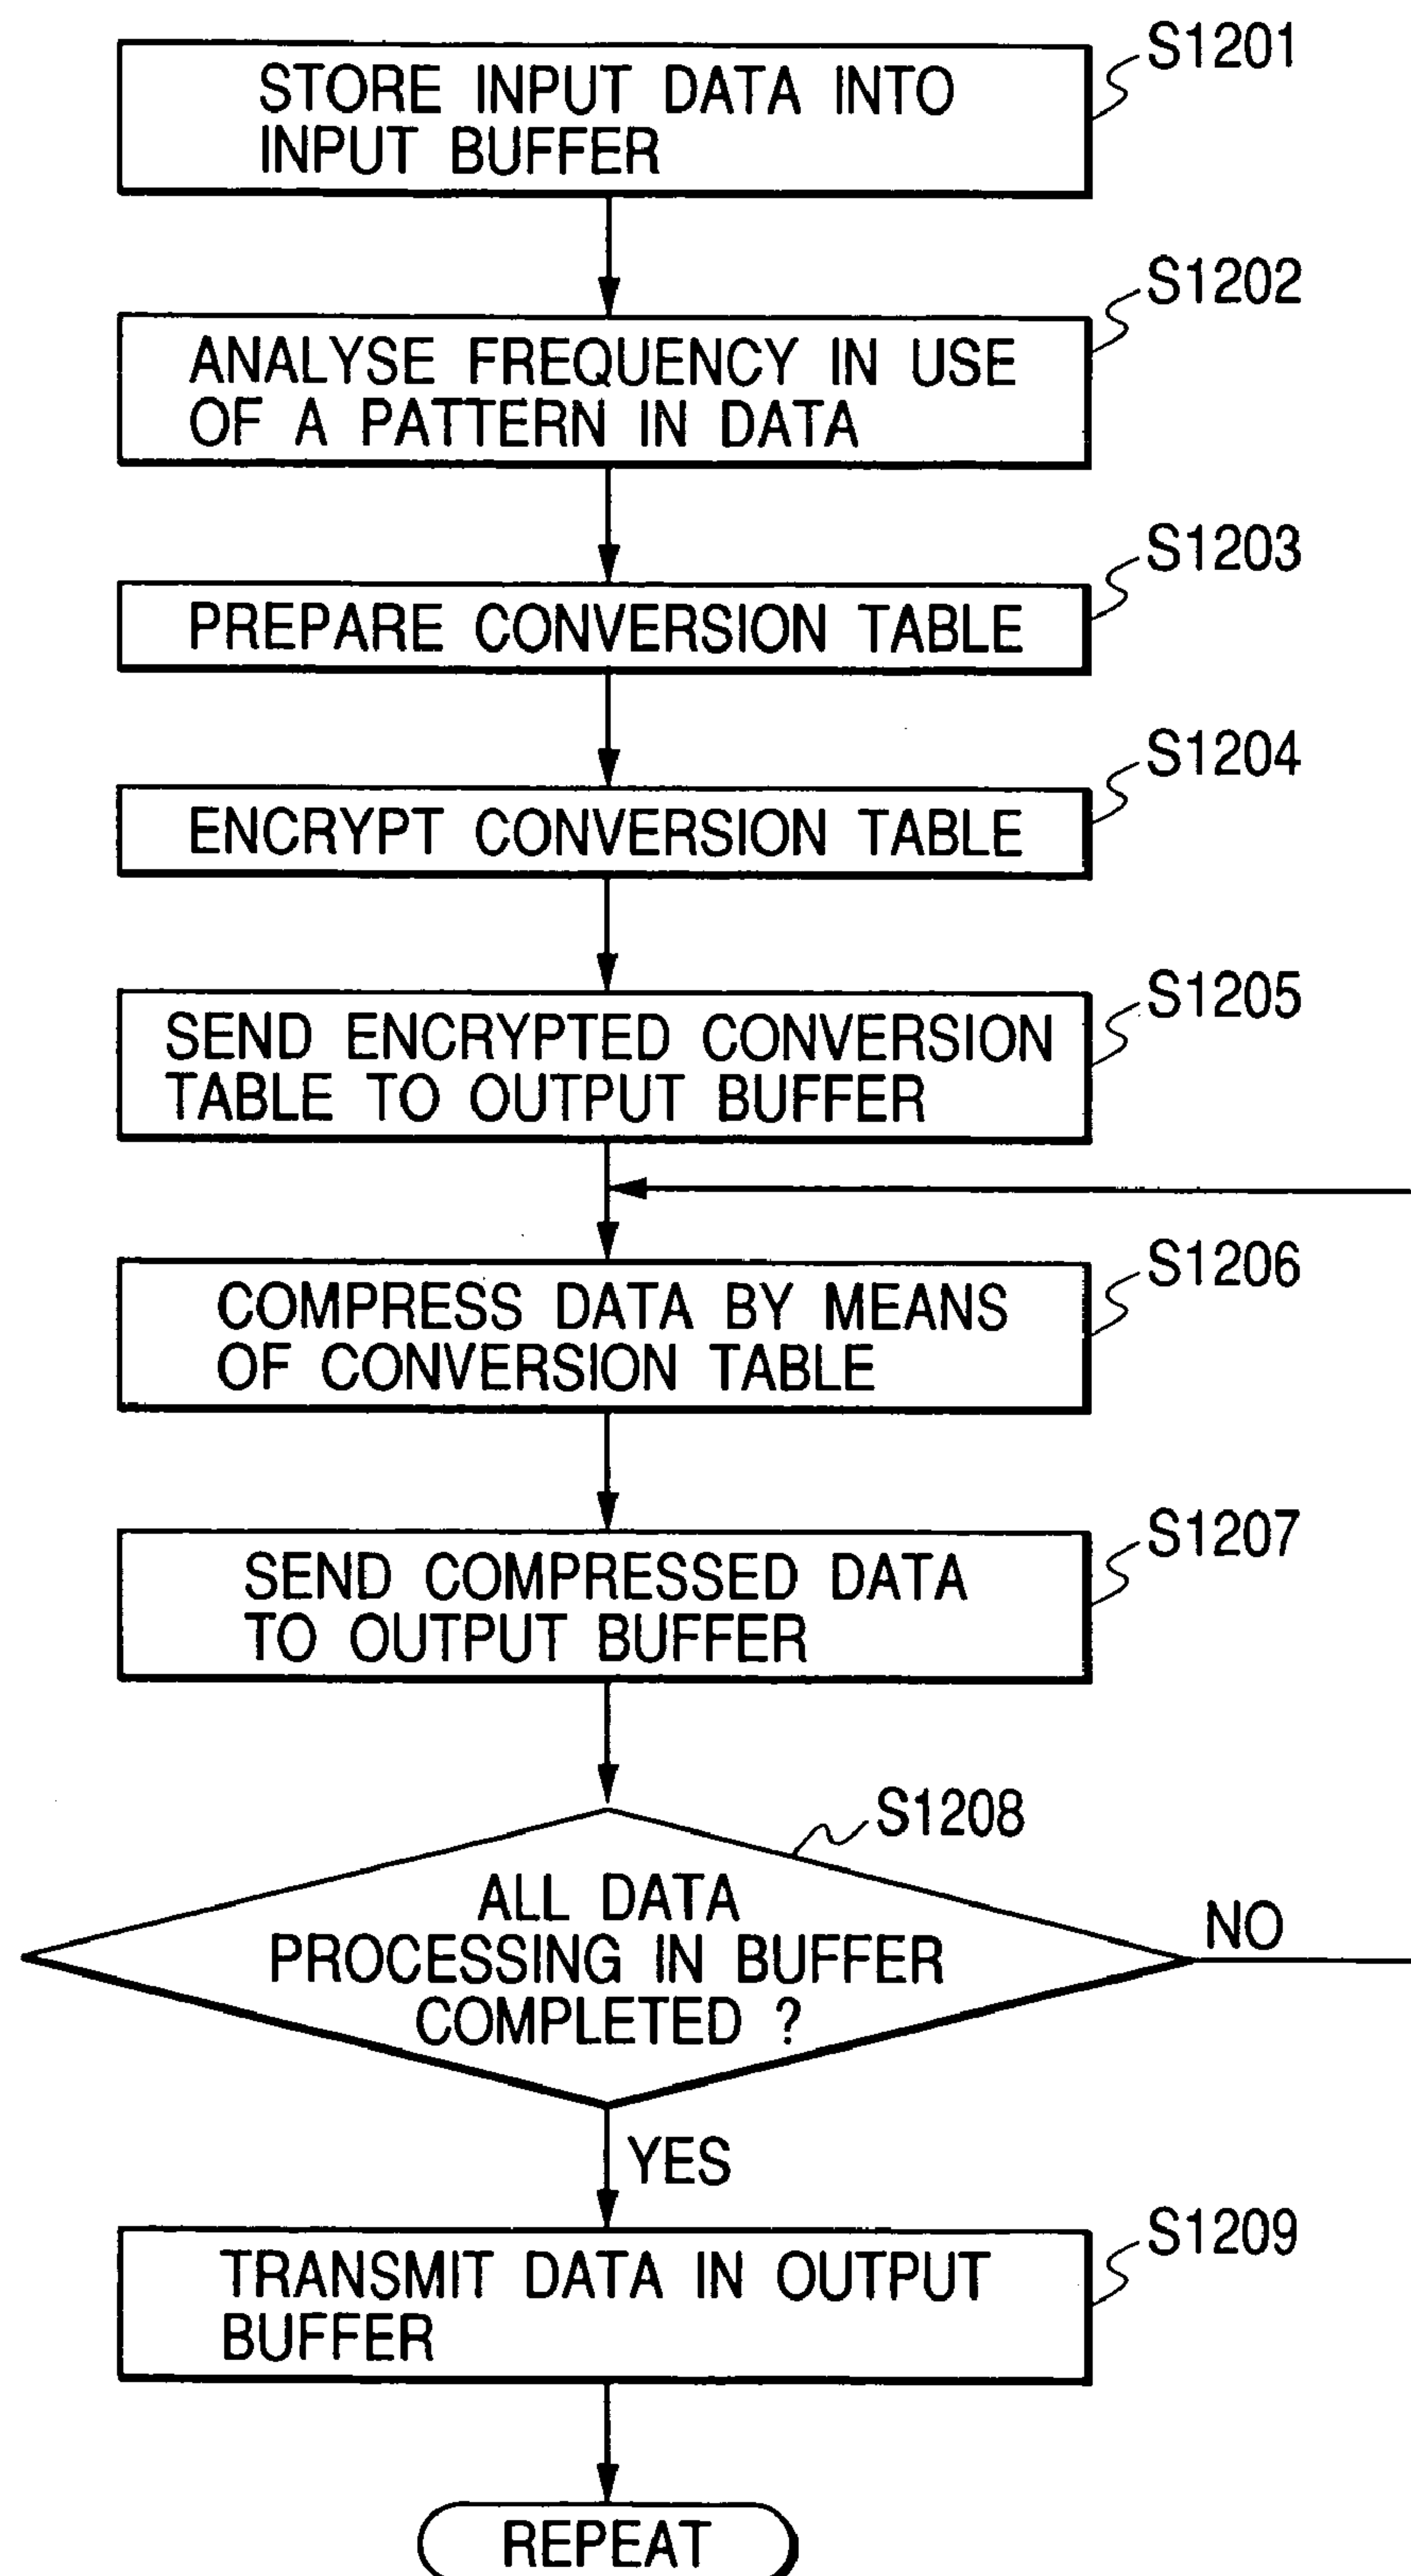 S1201
STORE INPUT DATA INTO
INPUT BUFFER
S1202
ANALYSE FREQUENCY IN USE
OF A PATTERN IN DATA
S1203
PREPARE CONVERSION TABLE
S1204
ENCRYPT CONVERSION TABLE
S1205
SEND ENCRYPTED CONVERSION
TABLE TO OUTPUT BUFFER
S1206
COMPRESS DATA BY MEANS
OF CONVERSION TABLE
S1207
SEND COMPRESSED DATA
TO OUTPUT BUFFER
S1208
ALL DATA
PROCESSING IN BUFFER
COMPLETED ?
NO
YES
S1209
TRANSMIT DATA IN OUTPUT
BUFFER
REPEAT